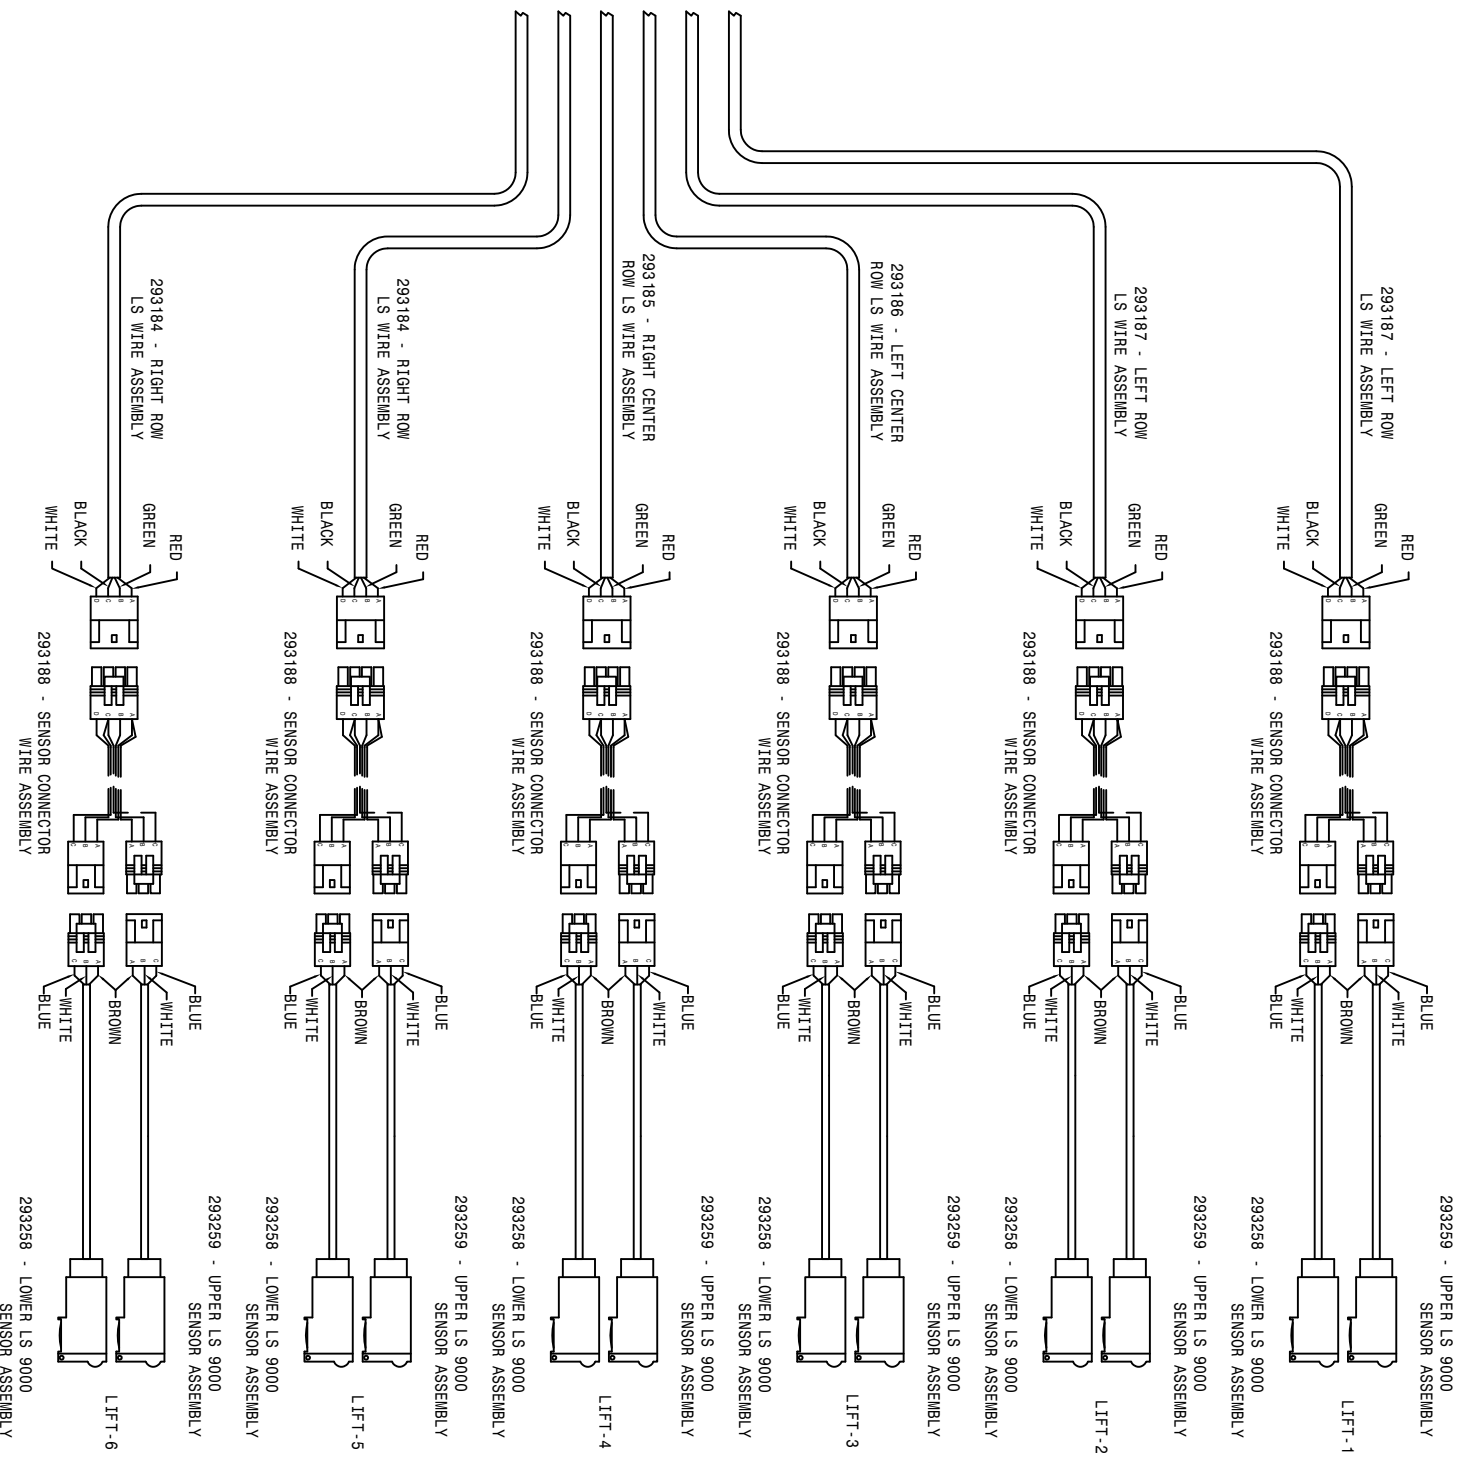 293187 - LEFT ROW
LS WIRE ASSEMBLY
RED
GREEN
BLACK
WHITE
A
B
C
D
A
B
C
D
293188 - SENSOR CONNECTOR
WIRE ASSEMBLY
C
B
A
A
B
C
C
B
A
A
B
C
BLUE
WHITE
BROWN
WHITE
BLUE
293259 - UPPER LS 9000
SENSOR ASSEMBLY
LIFT-1
293258 - LOWER LS 9000
SENSOR ASSEMBLY
293187 - LEFT ROW
LS WIRE ASSEMBLY
RED
GREEN
BLACK
WHITE
A
B
C
D
A
B
C
D
293188 - SENSOR CONNECTOR
WIRE ASSEMBLY
C
B
A
A
B
C
C
B
A
A
B
C
BLUE
WHITE
BROWN
WHITE
BLUE
293259 - UPPER LS 9000
SENSOR ASSEMBLY
LIFT-2
293258 - LOWER LS 9000
SENSOR ASSEMBLY
293186 - LEFT CENTER
ROW LS WIRE ASSEMBLY
RED
GREEN
BLACK
WHITE
A
B
C
D
A
B
C
D
293188 - SENSOR CONNECTOR
WIRE ASSEMBLY
C
B
A
A
B
C
C
B
A
A
B
C
BLUE
WHITE
BROWN
WHITE
BLUE
293259 - UPPER LS 9000
SENSOR ASSEMBLY
LIFT-3
293258 - LOWER LS 9000
SENSOR ASSEMBLY
293185 - RIGHT CENTER
ROW LS WIRE ASSEMBLY
RED
GREEN
BLACK
WHITE
A
B
C
D
A
B
C
D
293188 - SENSOR CONNECTOR
WIRE ASSEMBLY
C
B
A
A
B
C
C
B
A
A
B
C
BLUE
WHITE
BROWN
WHITE
BLUE
293259 - UPPER LS 9000
SENSOR ASSEMBLY
LIFT-4
293258 - LOWER LS 9000
SENSOR ASSEMBLY
293184 - RIGHT ROW
LS WIRE ASSEMBLY
RED
GREEN
BLACK
WHITE
A
B
C
D
A
B
C
D
293188 - SENSOR CONNECTOR
WIRE ASSEMBLY
C
B
A
A
B
C
C
B
A
A
B
C
BLUE
WHITE
BROWN
WHITE
BLUE
293259 - UPPER LS 9000
SENSOR ASSEMBLY
LIFT-5
293258 - LOWER LS 9000
SENSOR ASSEMBLY
293184 - RIGHT ROW
LS WIRE ASSEMBLY
RED
GREEN
BLACK
WHITE
A
B
C
D
A
B
C
D
293188 - SENSOR CONNECTOR
WIRE ASSEMBLY
C
B
A
A
B
C
C
B
A
A
B
C
BLUE
WHITE
BROWN
WHITE
BLUE
293259 - UPPER LS 9000
SENSOR ASSEMBLY
LIFT-6
293258 - LOWER LS 9000
SENSOR ASSEMBLY